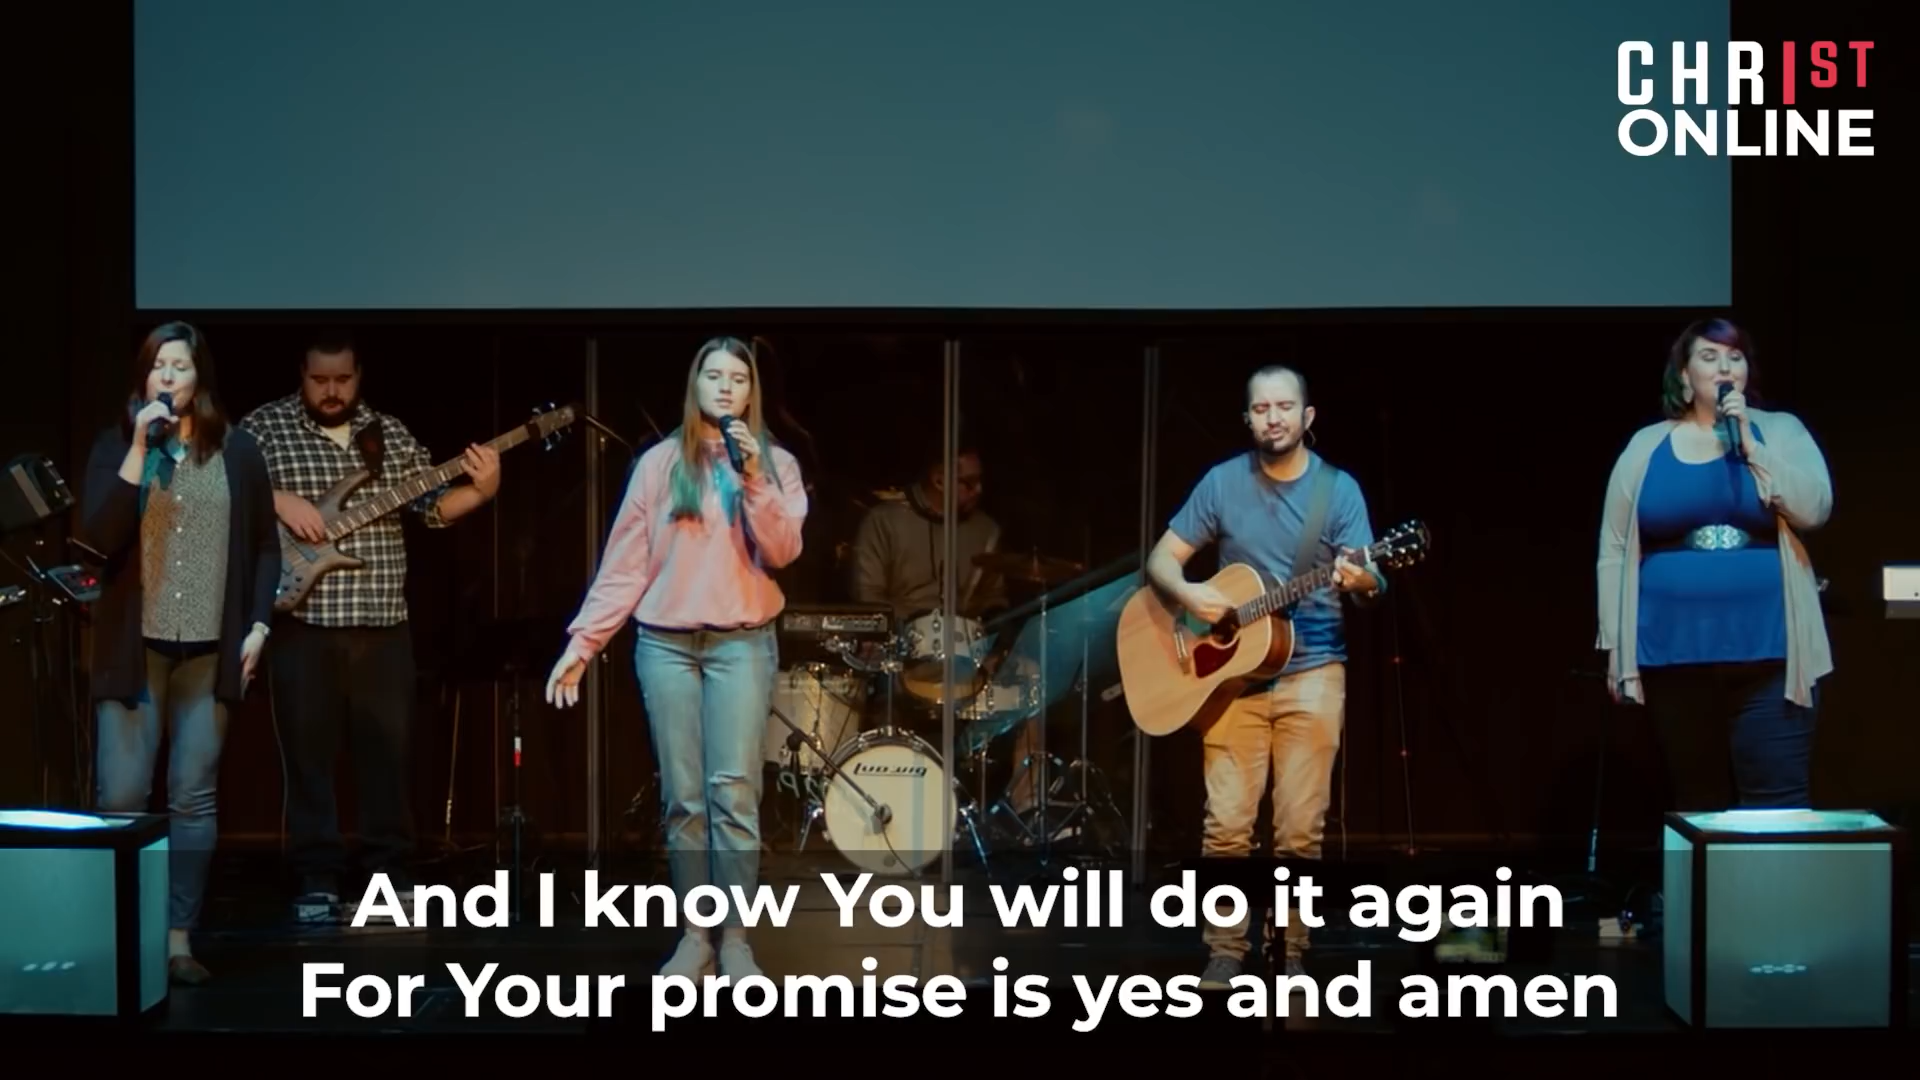 CHRIST
ONLINE
And I know You will do it again
For Your promise is yes and amen